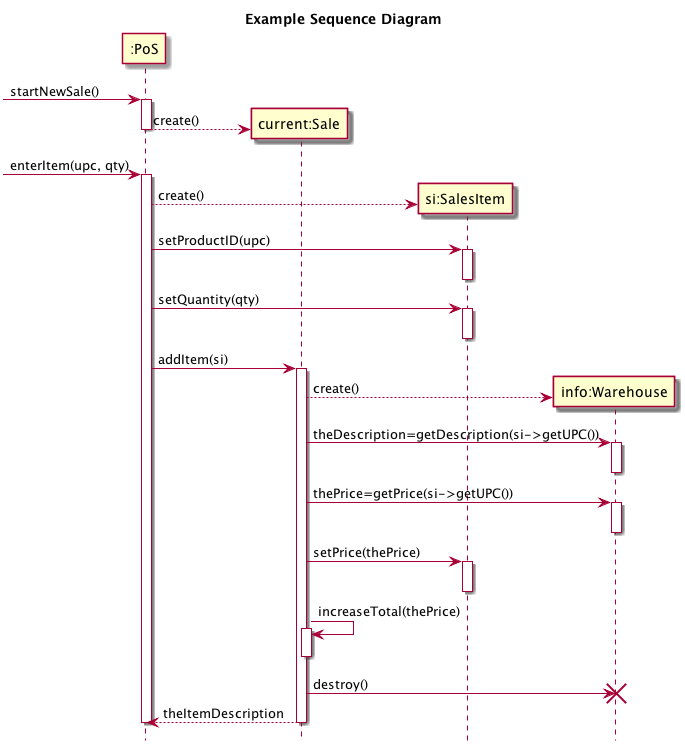 Example Sequence Diagram
:PoS
startNewSale()
create()
current:Sale
enterItem(upc, qty)
create()
si:SalesItem
setProductID(upc)
setQuantity(qty)
addItem(si)
create()
info:Warehouse
theDescription=getDescription(si->getUPC())
thePrice=getPrice(si->getUPC())
setPrice(thePrice)
increaseTotal(thePrice)
destroy()
theItemDescription